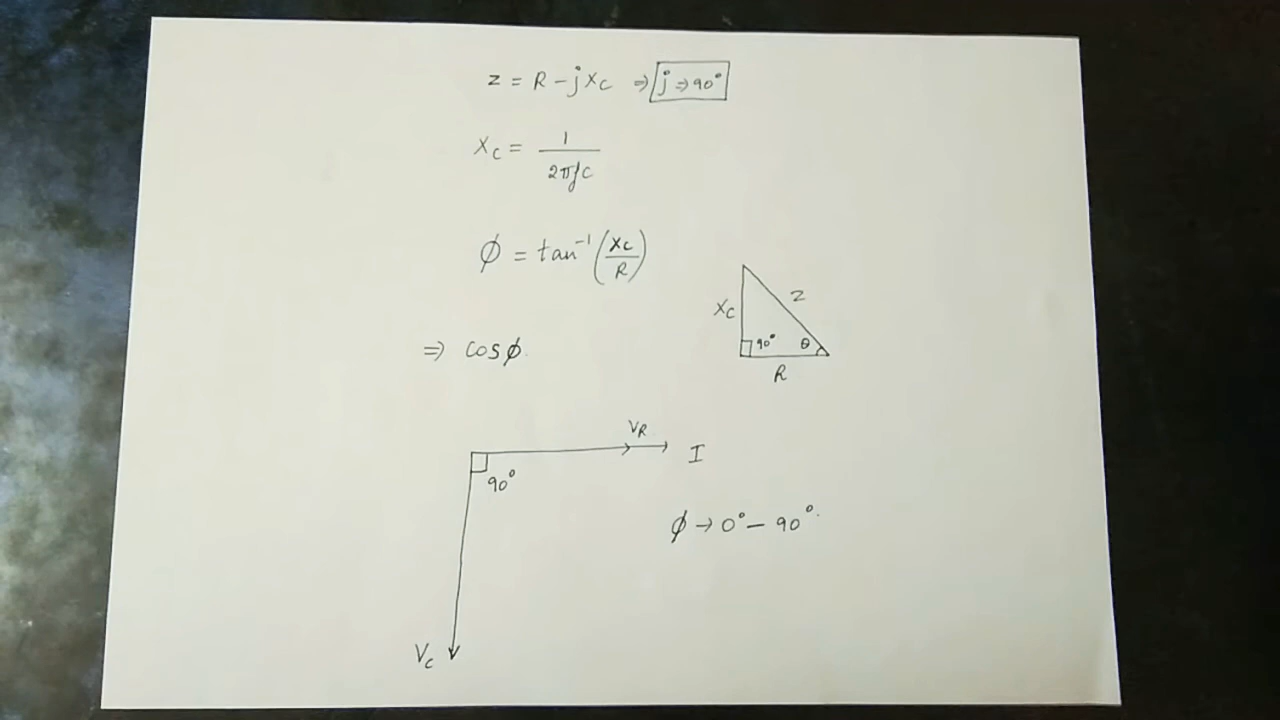 z = R - jXc ⇒ j ⇒ 90°
Xc = 1/2πfc
φ = tan⁻¹(Xc/R)
Xc
z
90°
θ
R
⇒ cosφ.
VR
I
90°
φ → 0° - 90°.
Vc